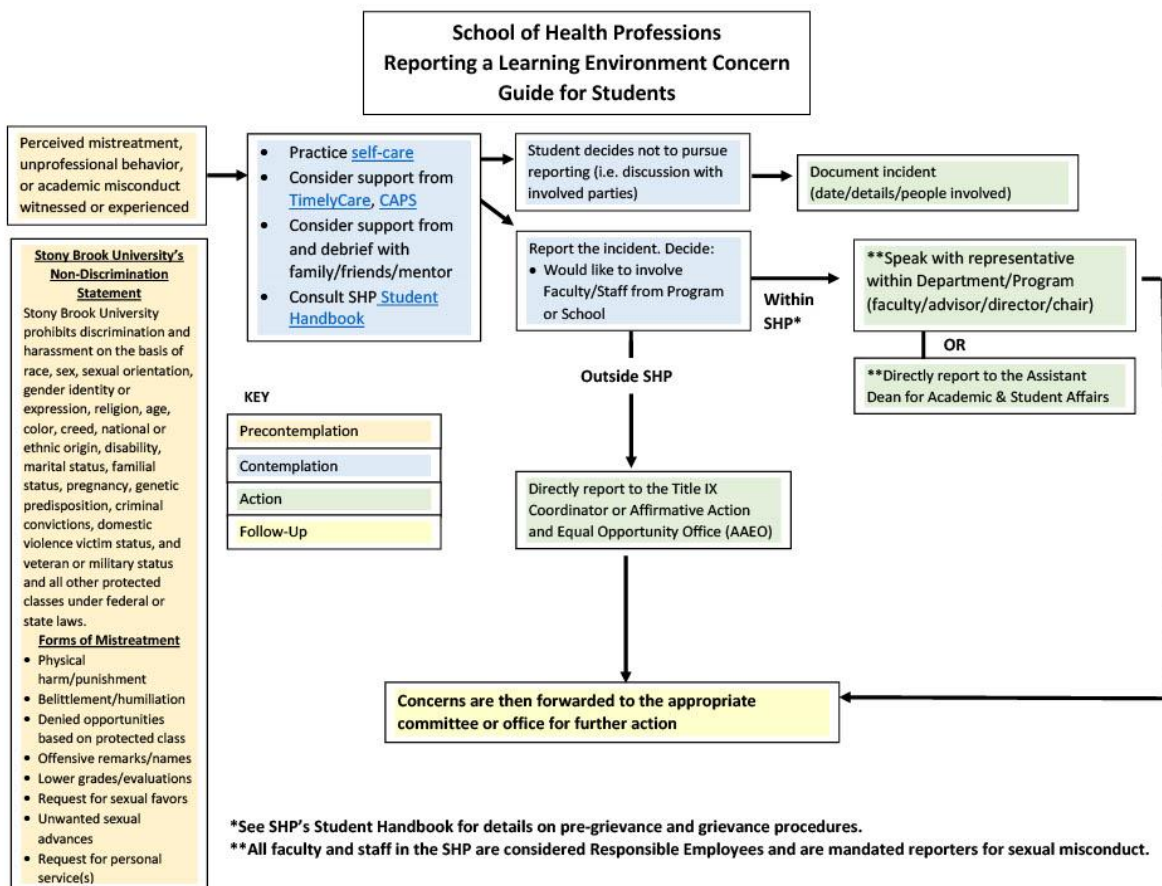 School of Health Professions
Reporting a Learning Environment Concern
Guide for Students
Perceived mistreatment,
unprofessional behavior,
or academic misconduct
witnessed or experienced
• Practice self-care
• Consider support from
TimelyCare, CAPS
• Consider support from
and debrief with
family/friends/mentor
• Consult SHP Student
Handbook
Student decides not to pursue
reporting (i.e. discussion with
involved parties)
Document incident
(date/details/people involved)
Report the incident. Decide:
• Would like to involve
Faculty/Staff from Program
or School
Within
SHP*
**Speak with representative
within Department/Program
(faculty/advisor/director/chair)
OR
**Directly report to the Assistant
Dean for Academic & Student Affairs
Outside SHP
Directly report to the Title IX
Coordinator or Affirmative Action
and Equal Opportunity Office (AAEO)
Concerns are then forwarded to the appropriate
committee or office for further action
KEY
Precontemplation
Contemplation
Action
Follow-Up
Stony Brook University's
Non-Discrimination
Statement
Stony Brook University
prohibits discrimination and
harassment on the basis of
race, sex, sexual orientation,
gender identity or
expression, religion, age,
color, creed, national or
ethnic origin, disability,
marital status, familial
status, pregnancy, genetic
predisposition, criminal
convictions, domestic
violence victim status, and
veteran or military status
and all other protected
classes under federal or
state laws.
Forms of Mistreatment
• Physical
harm/punishment
• Belittlement/humiliation
• Denied opportunities
based on protected class
• Offensive remarks/names
• Lower grades/evaluations
• Request for sexual favors
• Unwanted sexual
advances
• Request for personal
service(s)
*See SHP's Student Handbook for details on pre-grievance and grievance procedures.
**All faculty and staff in the SHP are considered Responsible Employees and are mandated reporters for sexual misconduct.